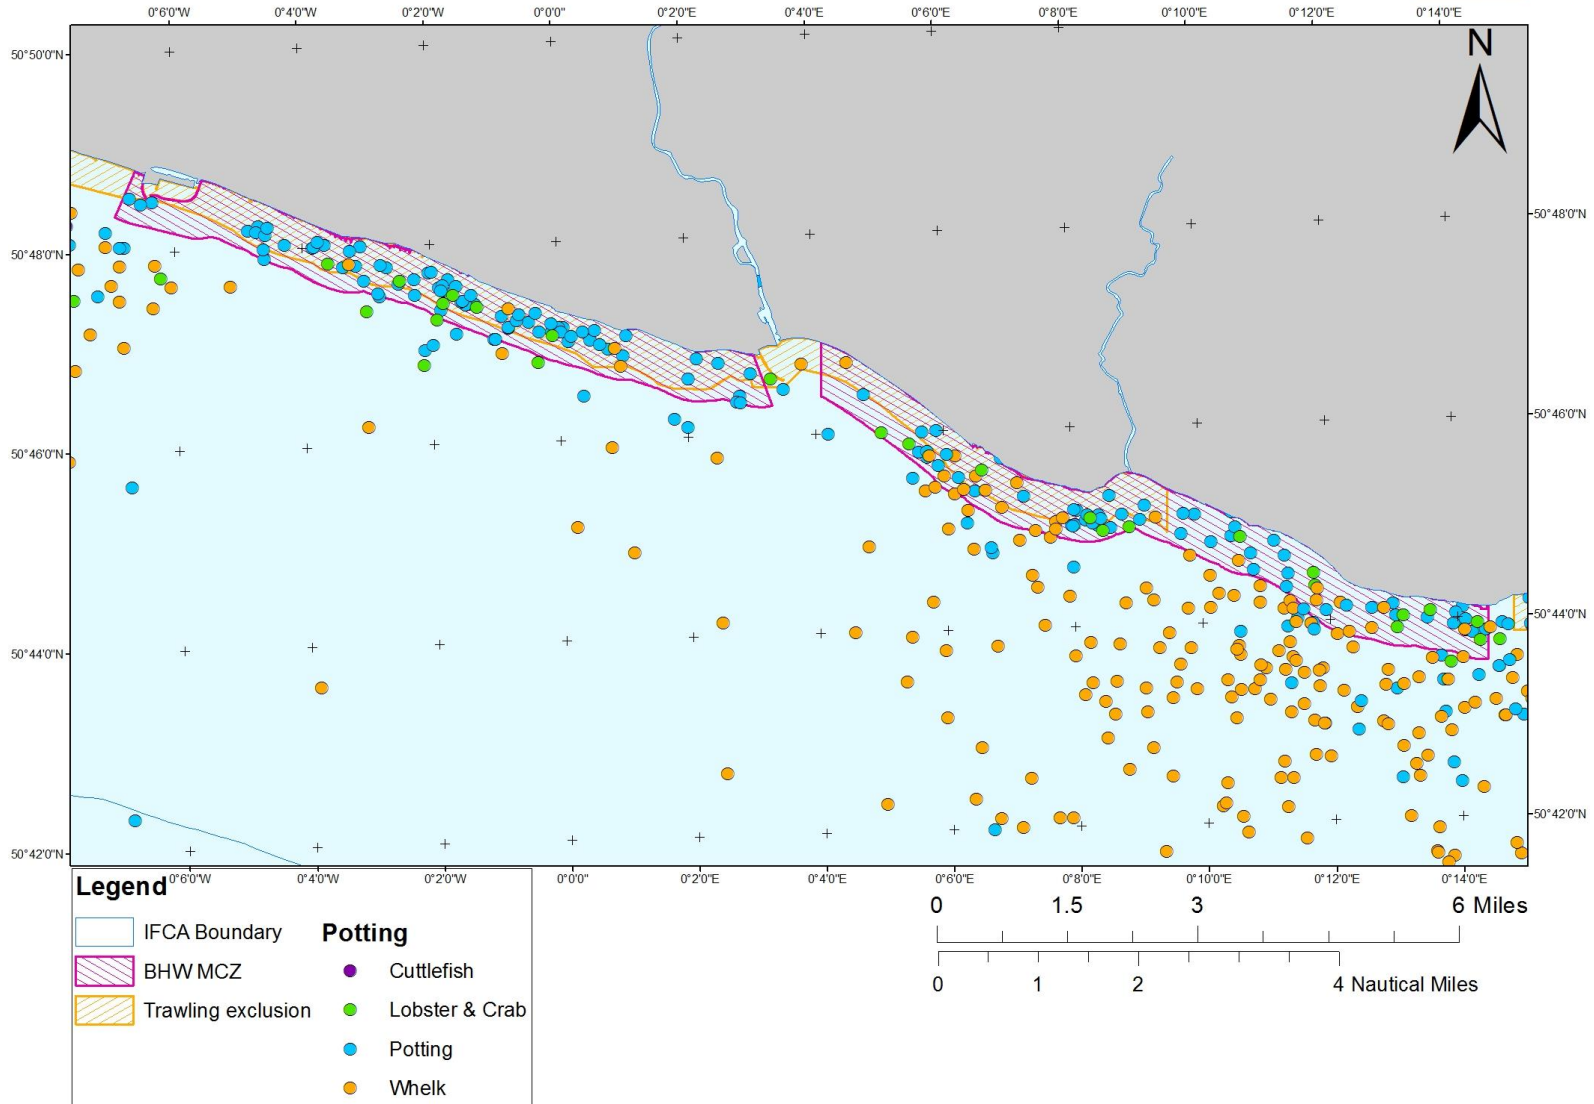 0°6'0"W 0°4'0"W 0°2'0"W 0°0'0" 0°2'0"E 0°4'0"E 0°6'0"E 0°8'0"E 0°10'0"E 0°12'0"E 0°14'0"E
50°50'0"N
N
50°48'0"N
50°48'0"N
50°46'0"N
50°46'0"N
50°44'0"N
50°44'0"N
50°42'0"N
50°42'0"N
0°6'0"W 0°4'0"W 0°2'0"W 0°0'0" 0°2'0"E 0°4'0"E 0°6'0"E 0°8'0"E 0°10'0"E 0°12'0"E 0°14'0"E
Legend
IFCA Boundary
BHW MCZ
Trawling exclusion
Potting
Cuttlefish
Lobster & Crab
Potting
Whelk
0 1.5 3 6 Miles
0 1 2 4 Nautical Miles